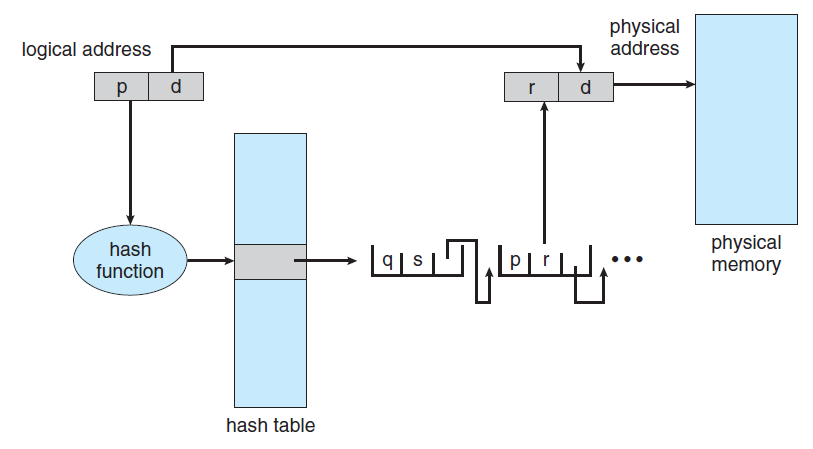 logical address
physical
address
p d
r d
hash
function
q s
p r
•••
physical
memory
hash table